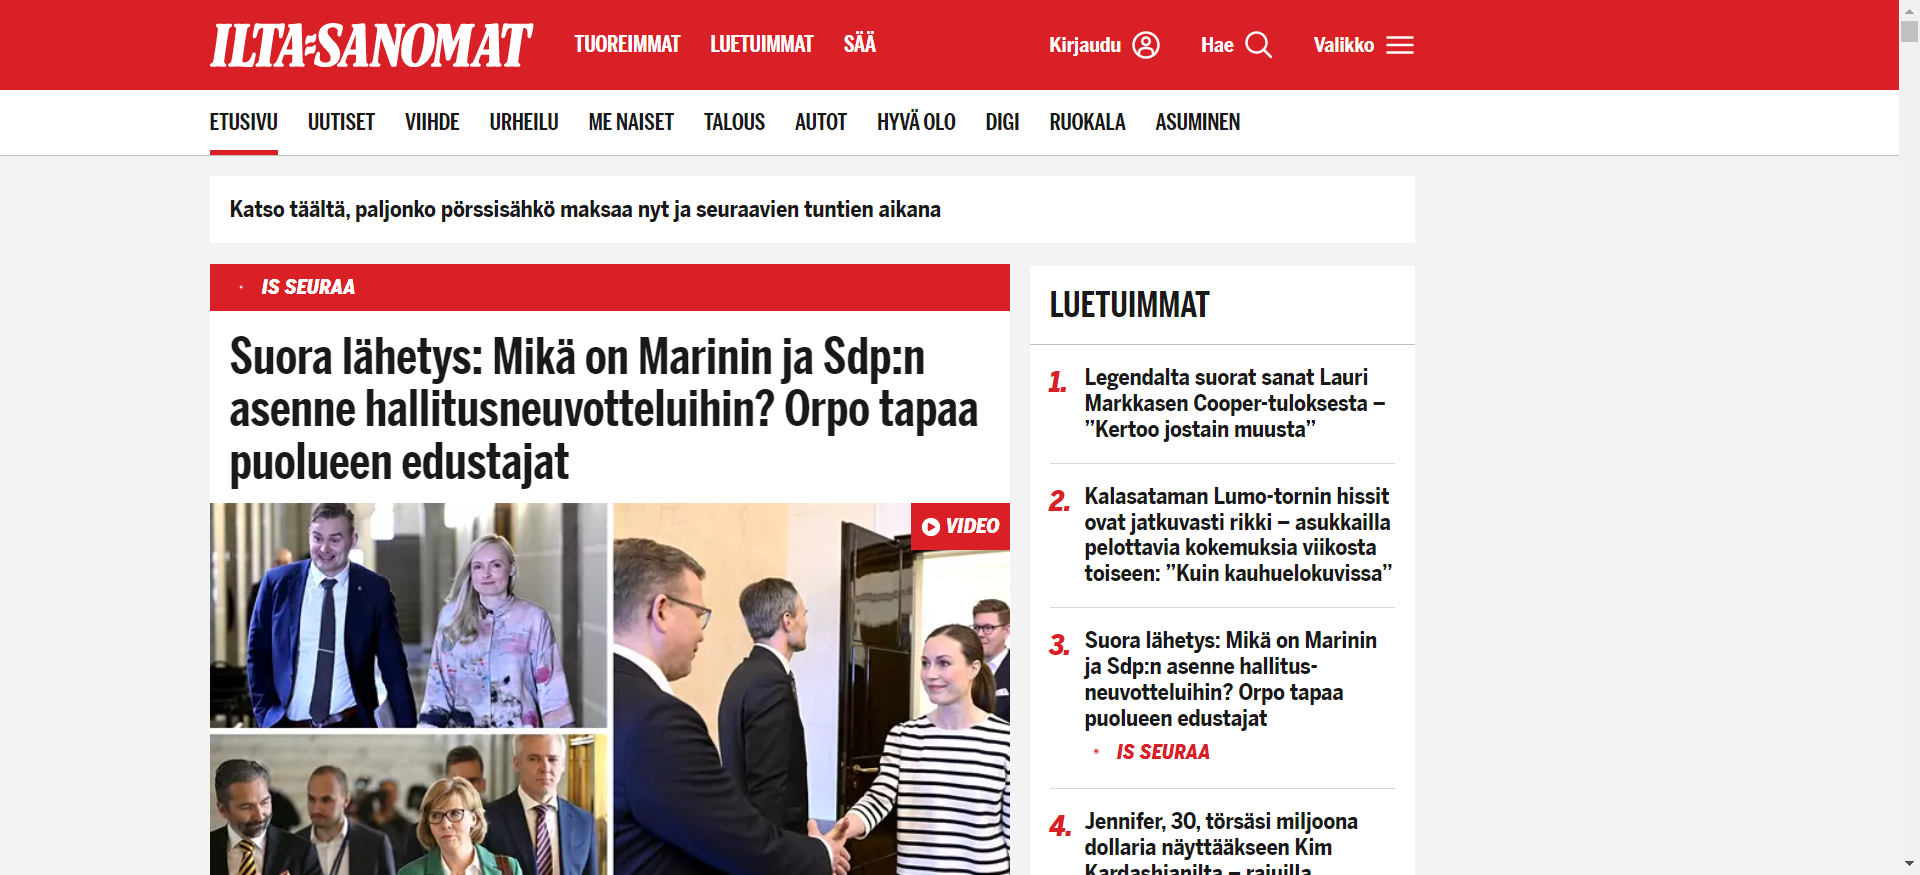 ILTA-SANOMAT
TUOREIMMAT LUETUIMMAT SÄÄ
Kirjaudu Hae Valikko
ETUSIVU UUTISET VIIHDE URHEILU ME NAISET TALOUS AUTOT HYVÄ OLO DIGI RUOKALA ASUMINEN
Katso täältä, paljonko pörssisähkö maksaa nyt ja seuraavien tuntien aikana
IS SEURAA
Suora lähetys: Mikä on Marinin ja Sdp:n
asenne hallitusneuvotteluihin? Orpo tapaa
puolueen edustajat
VIDEO
LUETUIMMAT
1. Legendalta suorat sanat Lauri
Markkasen Cooper-tuloksesta –
”Kertoo jostain muusta”
2. Kalasataman Lumo-tornin hissit
ovat jatkuvasti rikki – asukkailla
pelottavia kokemuksia viikosta
toiseen: ”Kuin kauhuelokuvissa”
3. Suora lähetys: Mikä on Marinin
ja Sdp:n asenne hallitus-
neuvotteluihin? Orpo tapaa
puolueen edustajat
IS SEURAA
4. Jennifer, 30, törsäsi miljoona
dollaria näyttääkseen Kim
Kardashianilta – rajuilla